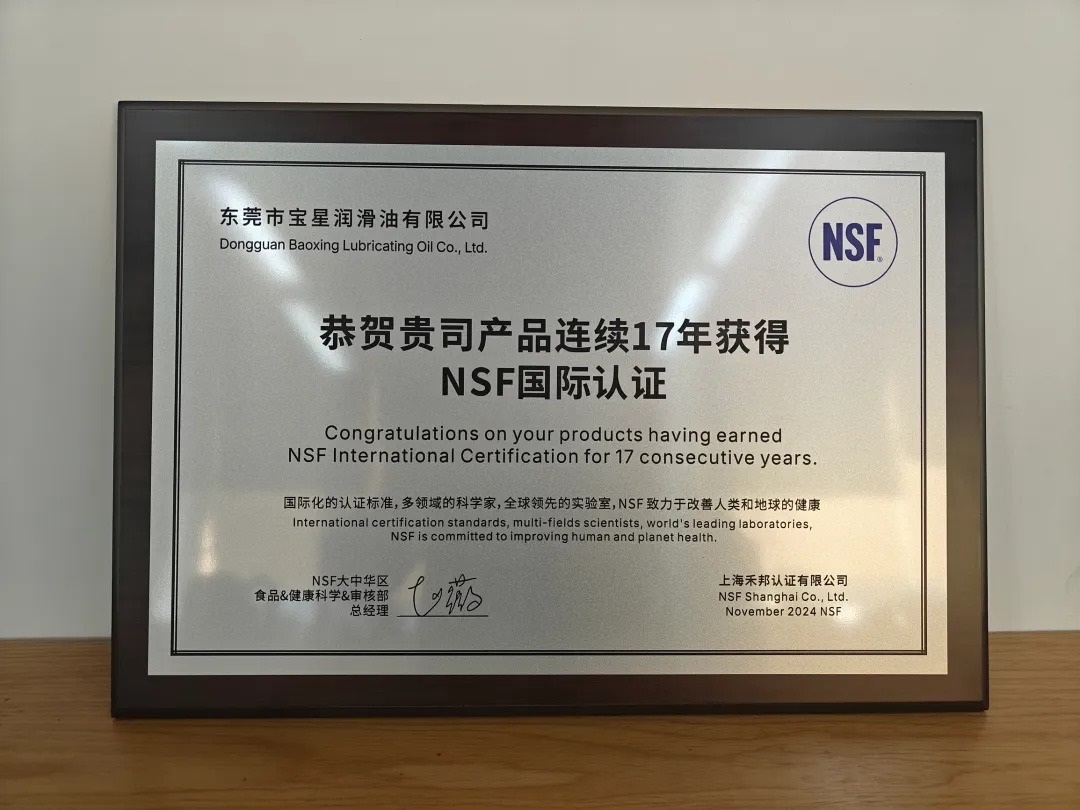 东莞市宝星润滑油有限公司
Dongguan Baoxing Lubricating Oil Co., Ltd.
NSF®
恭贺贵司产品连续17年获得
NSF国际认证
Congratulations on your products having earned
NSF International Certification for 17 consecutive years.
国际化的认证标准,多领域的科学家,全球领先的实验室,NSF 致力于改善人类和地球的健康
International certification standards, multi-fields scientists, world's leading laboratories,
NSF is committed to improving human and planet health.
NSF大中华区
食品&健康科学&审核部
总经理
上海禾邦认证有限公司
NSF Shanghai Co., Ltd.
November 2024 NSF